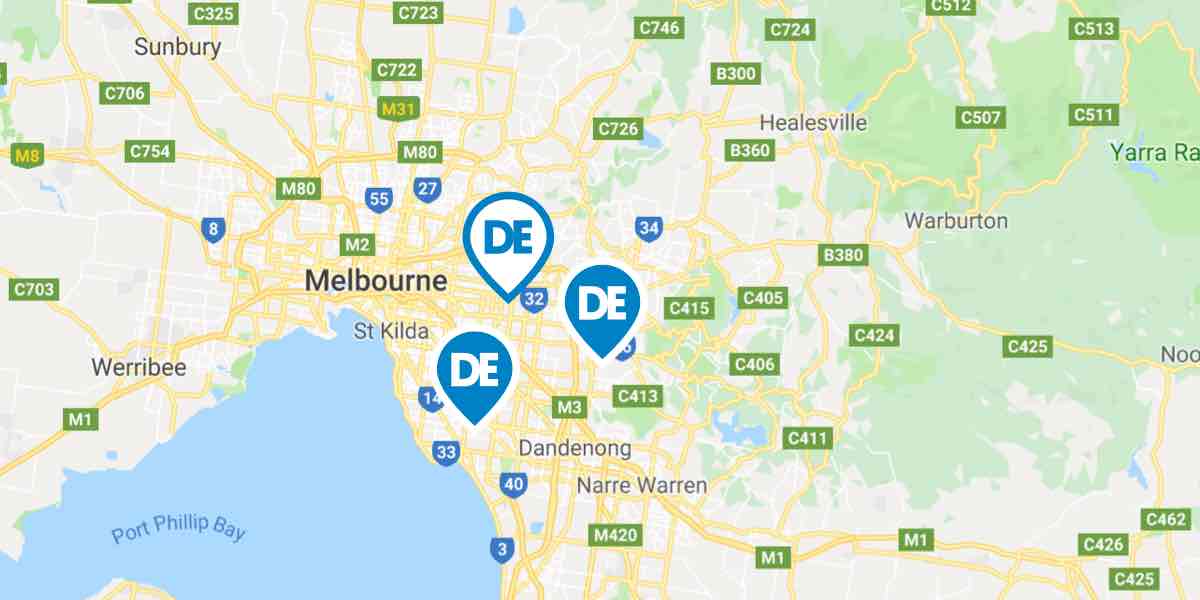 C512
C325
C723
C746
C724
C513
Sunbury
C722
B300
C706
M31
C726
Healesville
C507
C511
M8
C754
M80
B360
Yarra Ra
M80
55
27
8
34
Warburton
M2
DE
B380
Melbourne
C703
32
DE
C415
C405
St Kilda
C424
C425
Noo
Werribee
DE
C406
14
C413
M1
M3
33
Dandenong
C411
40
Narre Warren
Port Phillip Bay
C462
M420
3
M1
M1
C426
C425